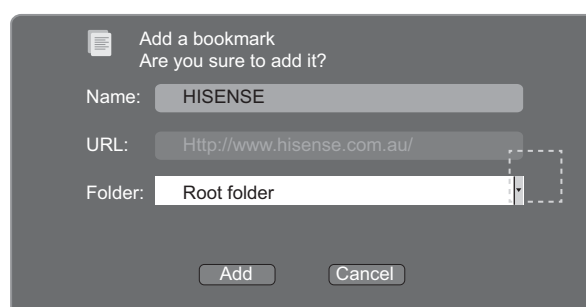 Add a bookmark
Are you sure to add it?
Name: HISENSE
URL: Http://www.hisense.com.au/
Folder: Root folder
Add Cancel